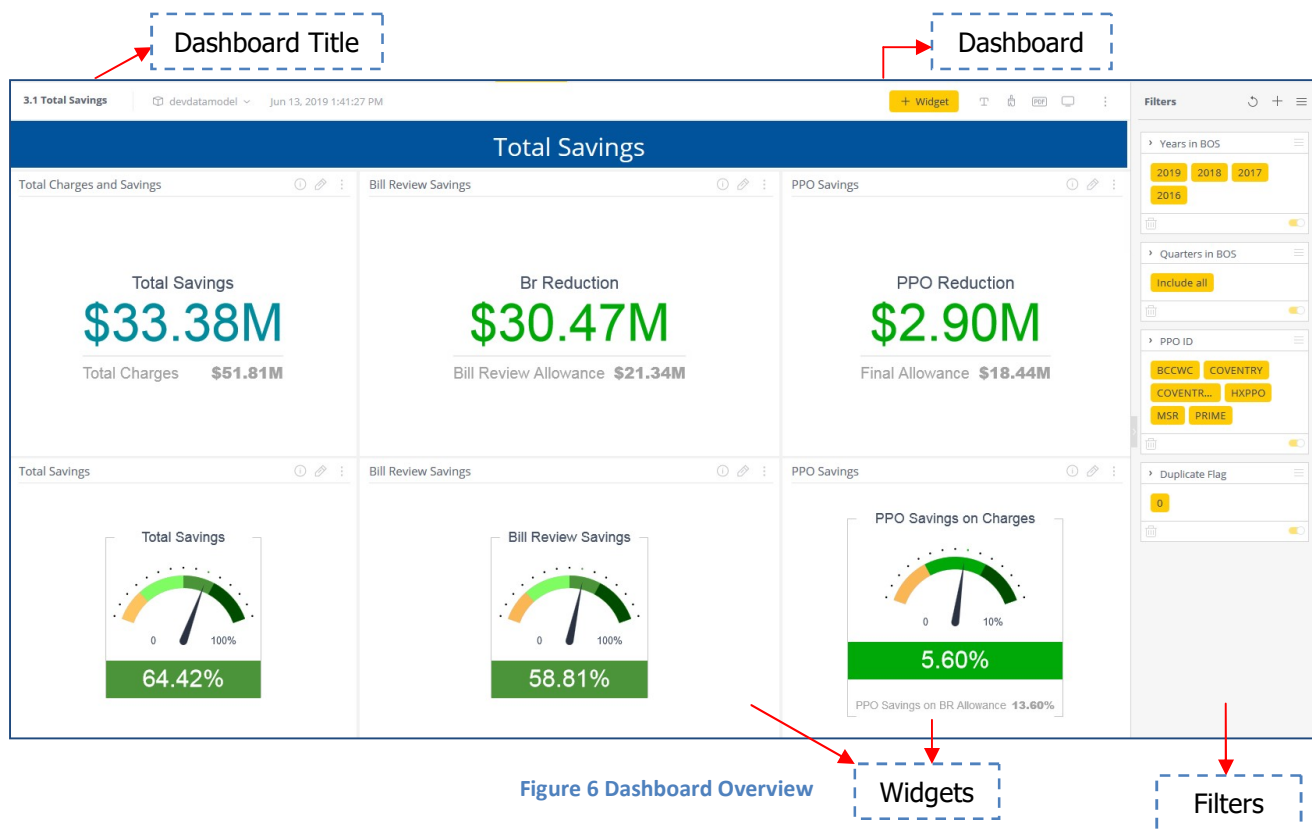 Dashboard Title
Dashboard
3.1 Total Savings devdatamodel Jun 13, 2019 1:41:27 PM + Widget T PDF
Filters
Total Savings
Total Charges and Savings
Bill Review Savings
PPO Savings
Total Savings
$33.38M
Total Charges $51.81M
Br Reduction
$30.47M
Bill Review Allowance $21.34M
PPO Reduction
$2.90M
Final Allowance $18.44M
Total Savings
Bill Review Savings
PPO Savings
Total Savings
0 100%
64.42%
Bill Review Savings
0 100%
58.81%
PPO Savings on Charges
0 10%
5.60%
PPO Savings on BR Allowance 13.60%
Years in BOS
2019 2018 2017
2016
Quarters in BOS
Include all
PPO ID
BCCWC COVENTRY
COVENTR... HXPPO
MSR PRIME
Duplicate Flag
0
Figure 6 Dashboard Overview
Widgets
Filters